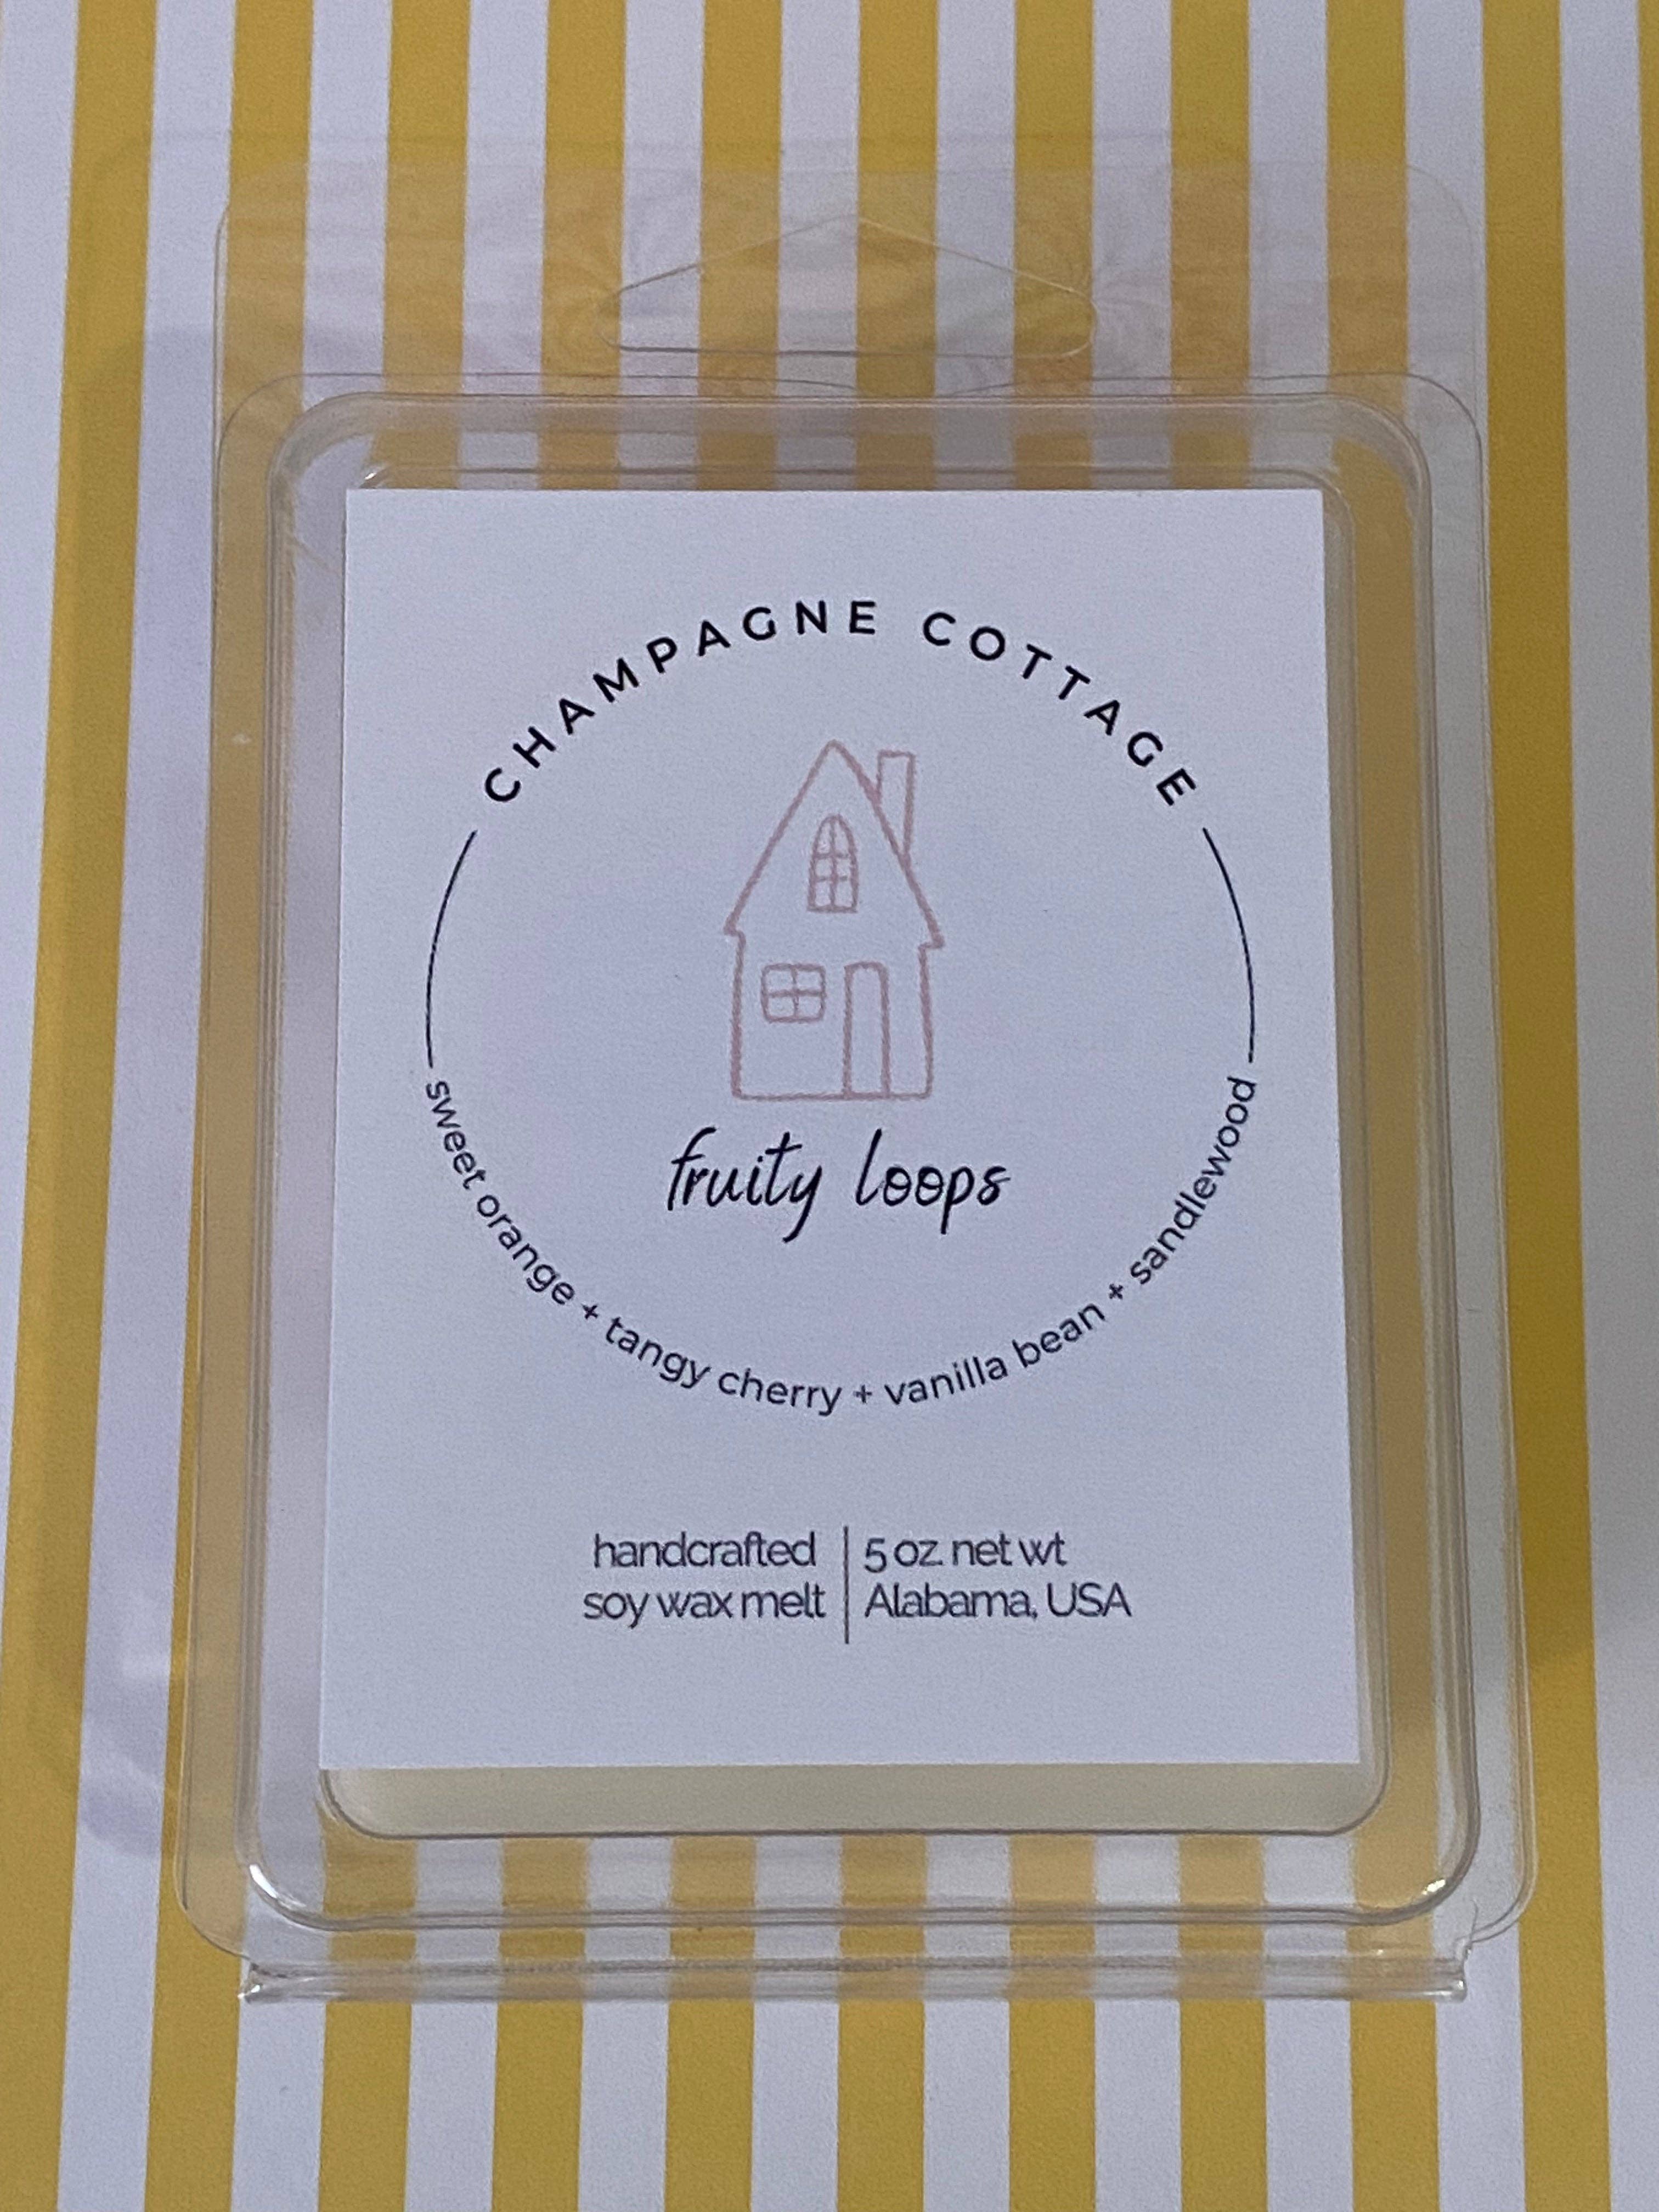 CHAMPAGNE COTTAGE
fruity loops
sweet orange + tangy cherry + vanilla bean + sandlewood
handcrafted
soy wax melt
5 oz net wt
Alabama, USA